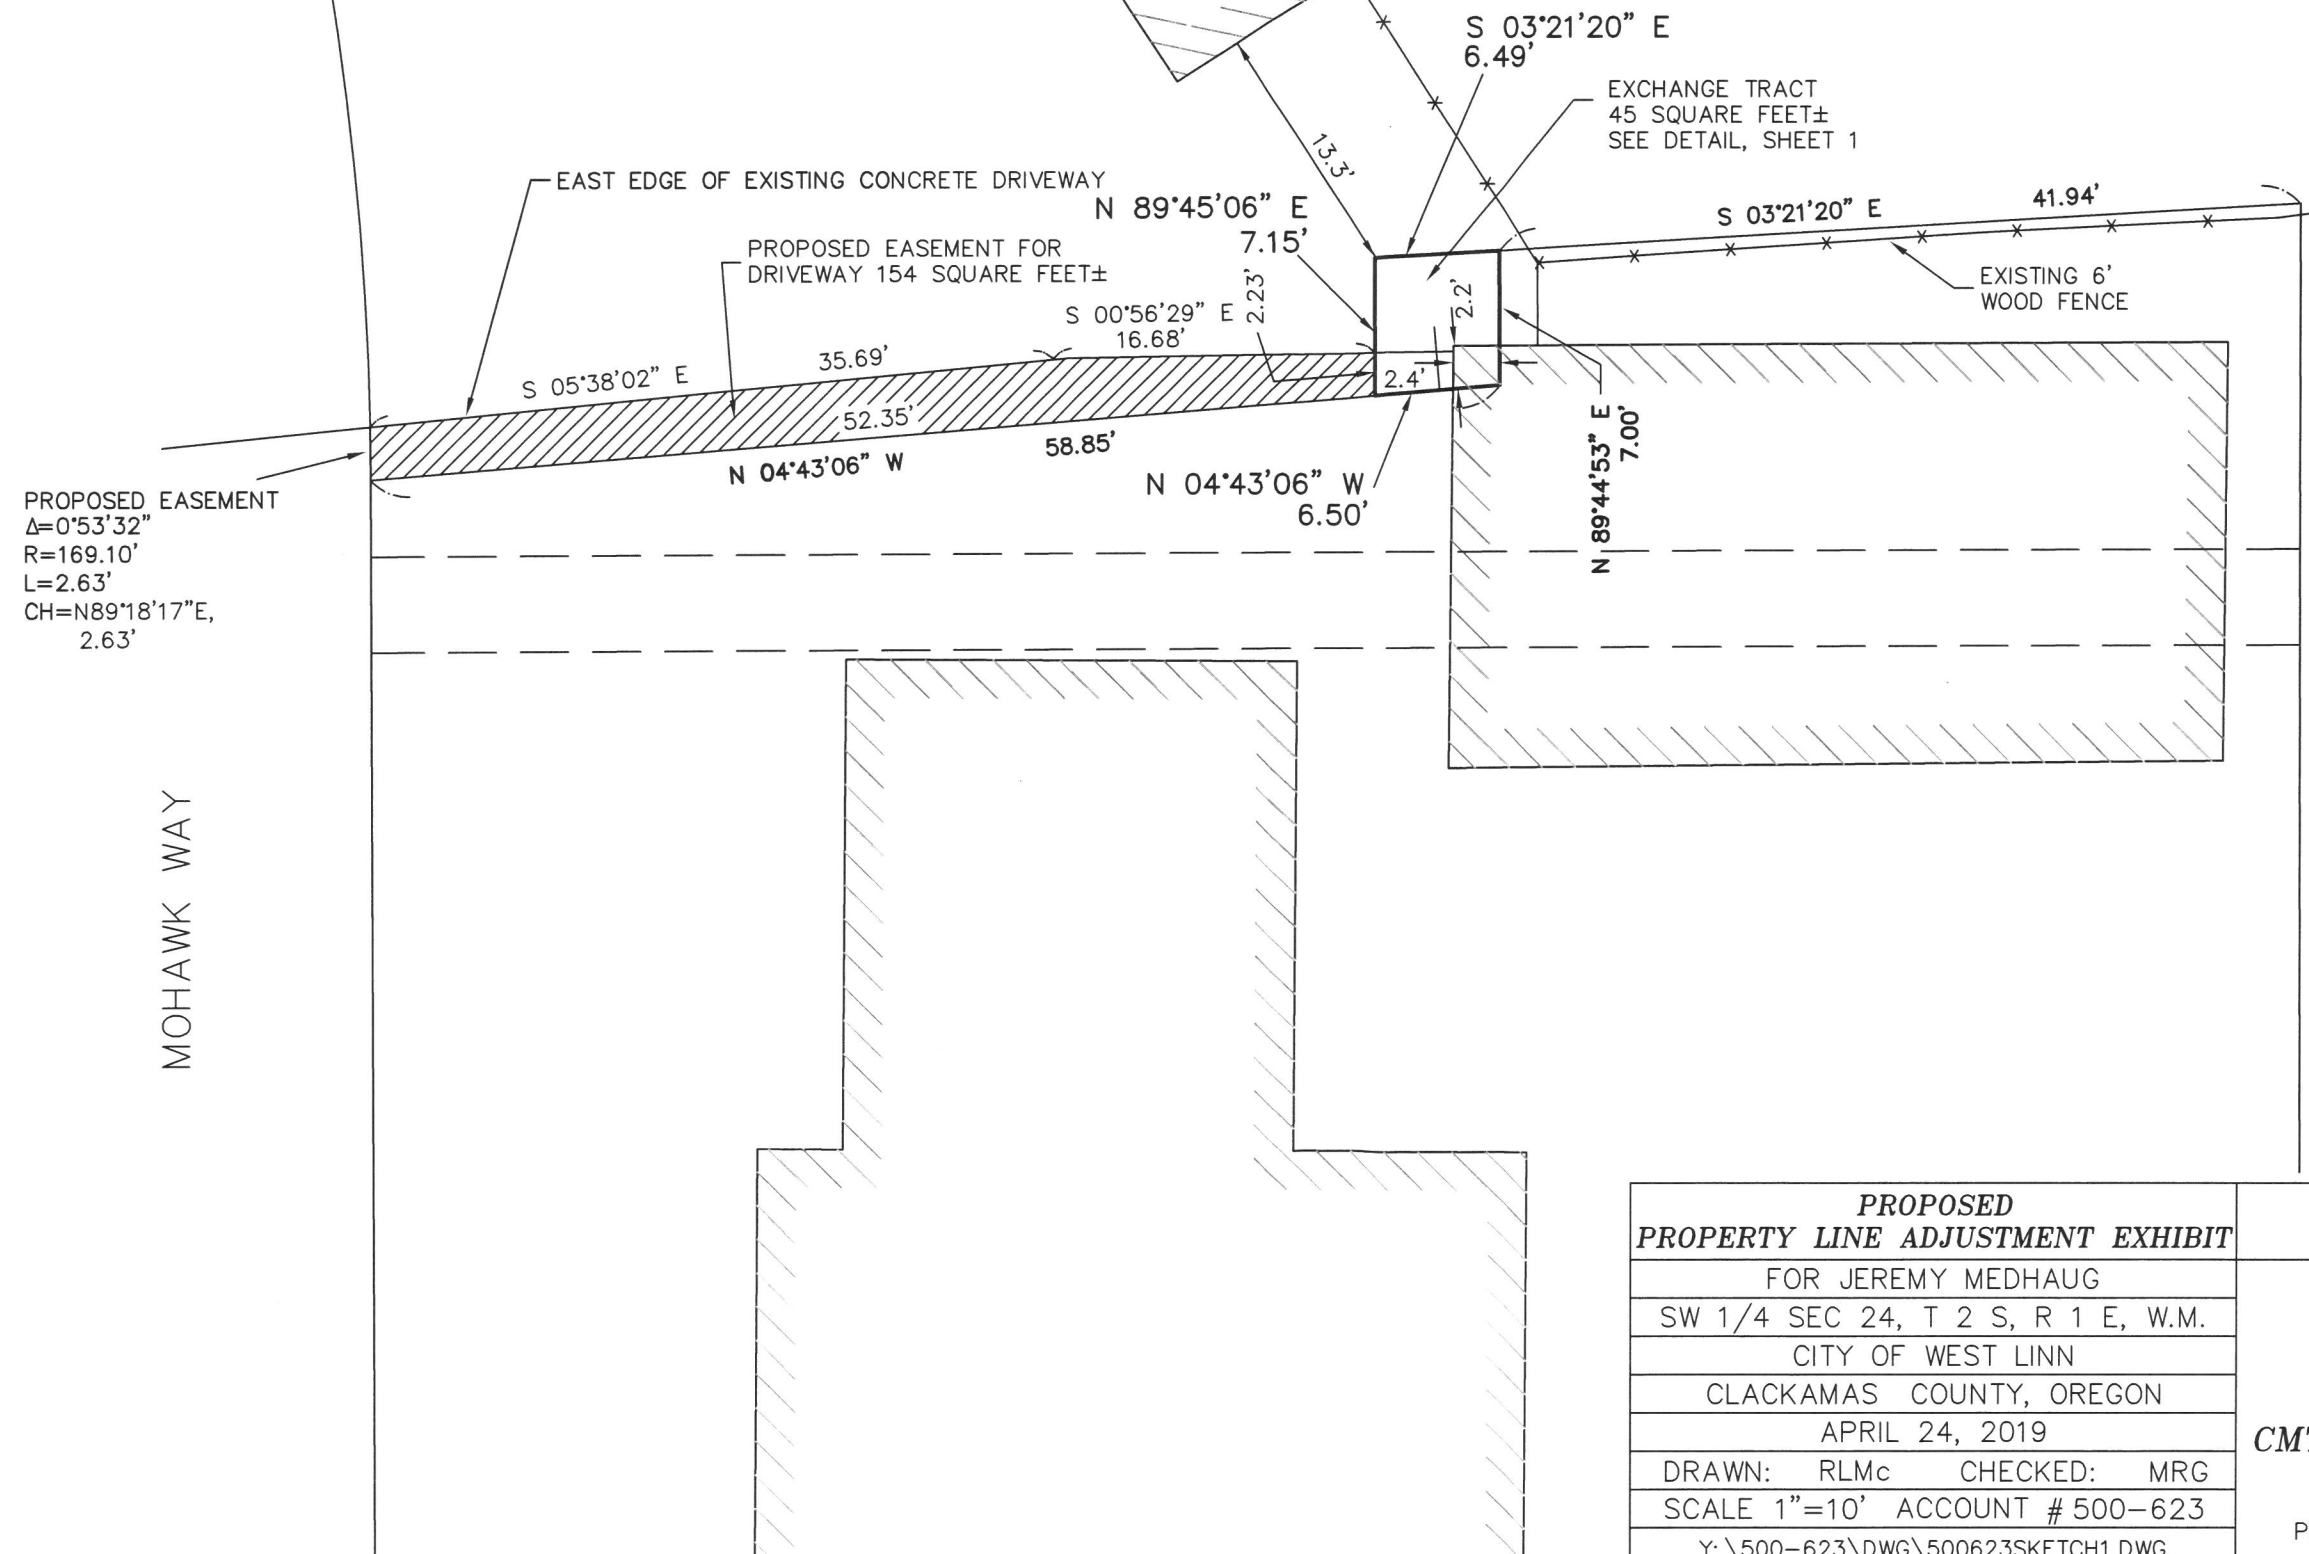 S 03°21'20" E
6.49'
EXCHANGE TRACT
45 SQUARE FEET±
SEE DETAIL, SHEET 1
13.3'
EAST EDGE OF EXISTING CONCRETE DRIVEWAY
N 89°45'06" E
7.15'
S 03°21'20" E
41.94'
PROPOSED EASEMENT FOR
DRIVEWAY 154 SQUARE FEET±
2.23'
2.2'
EXISTING 6'
WOOD FENCE
S 00°56'29" E
16.68'
35.69'
S 05°38'02" E
2.4'
52.35'
58.85'
N 04°43'06" W
N 89°44'53" E
7.00'
N 04°43'06" W
6.50'
PROPOSED EASEMENT
Δ=0°53'32"
R=169.10'
L=2.63'
CH=N89°18'17"E,
2.63'
MOHAWK WAY
PROPOSED
PROPERTY LINE ADJUSTMENT EXHIBIT
FOR JEREMY MEDHAUG
SW 1/4 SEC 24, T 2 S, R 1 E, W.M.
CITY OF WEST LINN
CLACKAMAS COUNTY, OREGON
APRIL 24, 2019
DRAWN: RLMc CHECKED: MRG
SCALE 1"=10' ACCOUNT # 500-623
Y:\500-623\DWG\500623SKETCH1.DWG
CMT
P